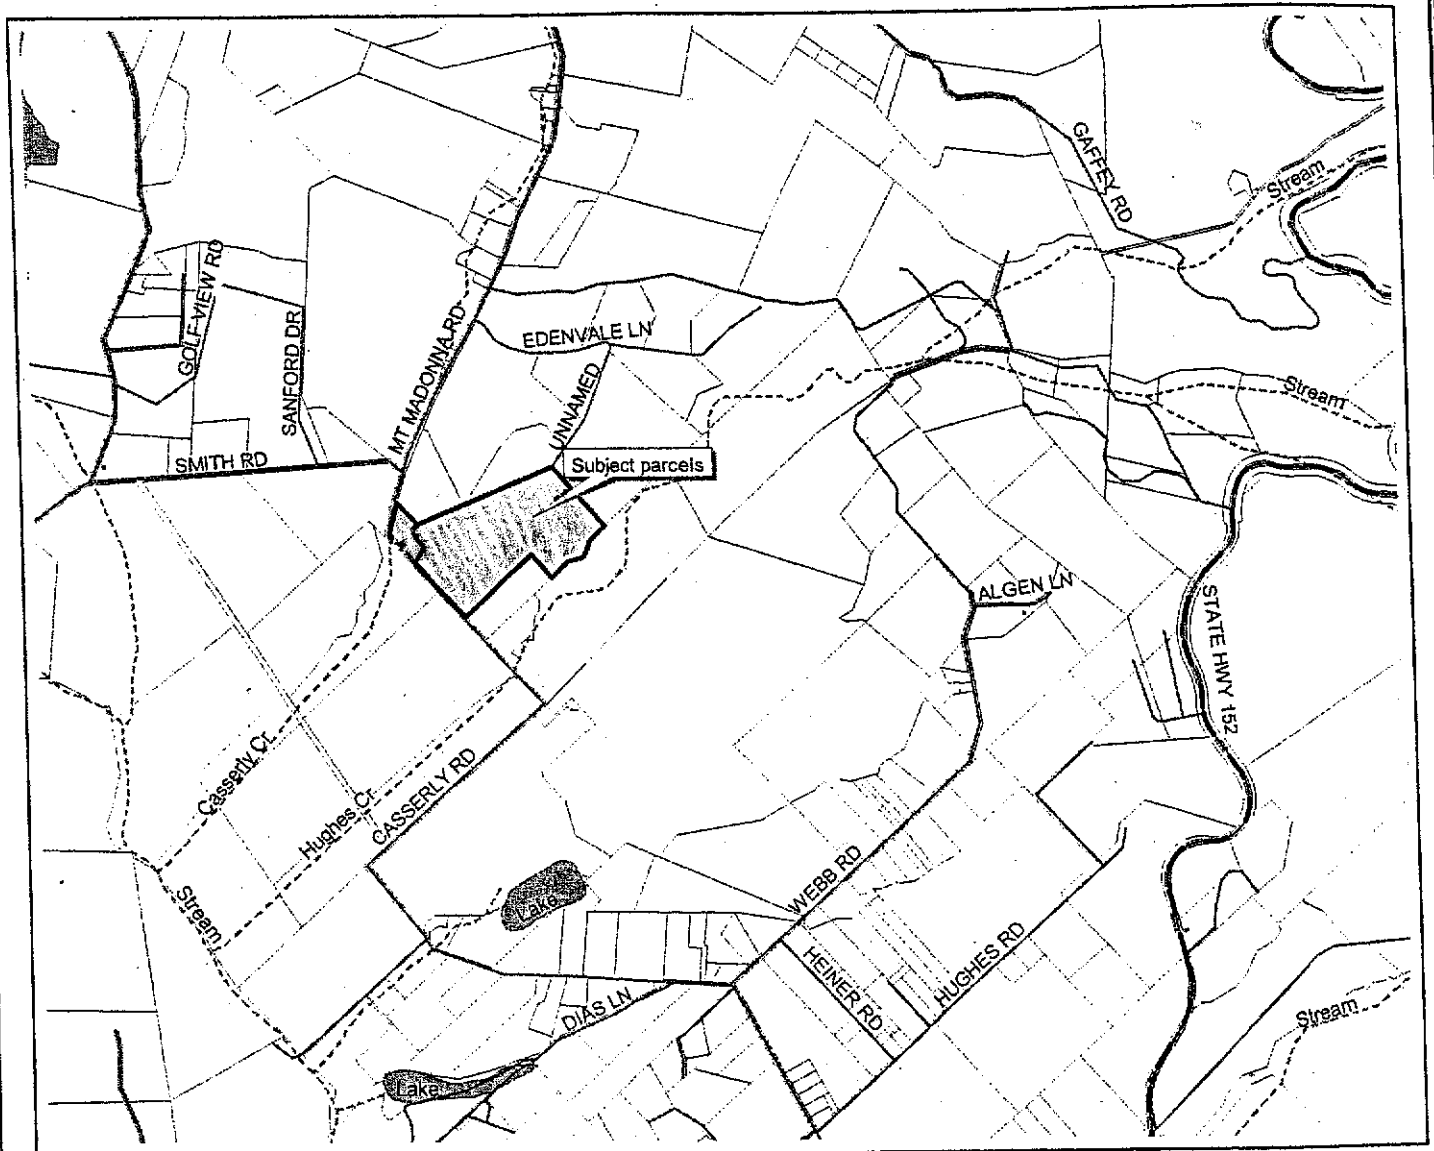 GAFFEY RD
Stream
GOLF VIEW RD
SANFORD DR
MT MADONNA RD
EDENVALE LN
UNNAMED
Stream
SMITH RD
Subject parcels
ALGEN LN
STATE HWY 152
Casserly Cr
Hughes Cr
CASSERLY RD
WEBB RD
Lake
Stream
HEINER RD
HUGHES RD
DIAS LN
Stream
Lake